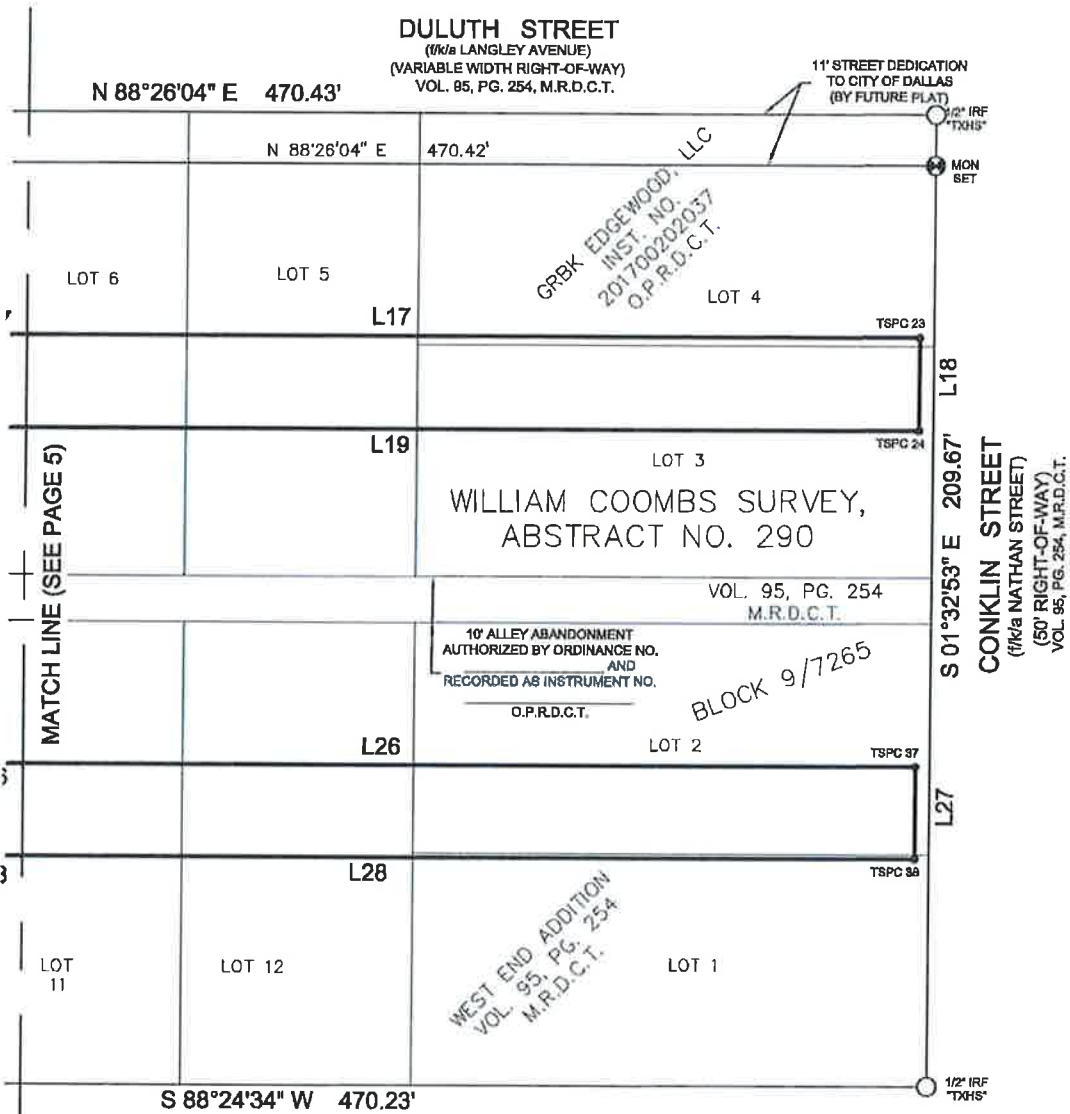 DULUTH STREET
(f/k/a LANGLEY AVENUE)
(VARIABLE WIDTH RIGHT-OF-WAY)
VOL. 95, PG. 254, M.R.D.C.T.
11' STREET DEDICATION
TO CITY OF DALLAS
(BY FUTURE PLAT)
N 88°26'04" E 470.43'
1/2" IRF
"TXHS"
N 88°26'04" E 470.42'
MON
SET
GRBK EDGEWOOD, LLC
INST. NO.
201700202037
O.P.R.D.C.T.
LOT 6
LOT 5
LOT 4
L17
TSPC 23
L18
L19
TSPC 24
LOT 3
WILLIAM COOMBS SURVEY,
ABSTRACT NO. 290
MATCH LINE (SEE PAGE 5)
S 01°32'53" E 209.67'
CONKLIN STREET
(f/k/a NATHAN STREET)
(50' RIGHT-OF-WAY)
VOL. 95, PG. 254, M.R.D.C.T.
VOL. 95, PG. 254
M.R.D.C.T.
10' ALLEY ABANDONMENT
AUTHORIZED BY ORDINANCE NO.
AND
RECORDED AS INSTRUMENT NO.
O.P.R.D.C.T.
BLOCK 9/7265
L26
LOT 2
TSPC 37
L27
L28
TSPC 38
WEST END ADDITION
VOL. 95, PG. 254
M.R.D.C.T.
LOT
11
LOT 12
LOT 1
S 88°24'34" W 470.23'
1/2" IRF
"TXHS"